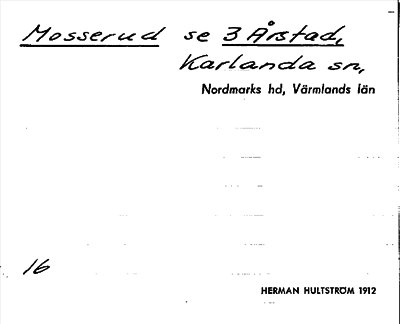 Mosserud se 3 Årstad,
Karlanda sn,
Nordmarks hd, Värmlands län
16
HERMAN HULTSTRÖM 1912